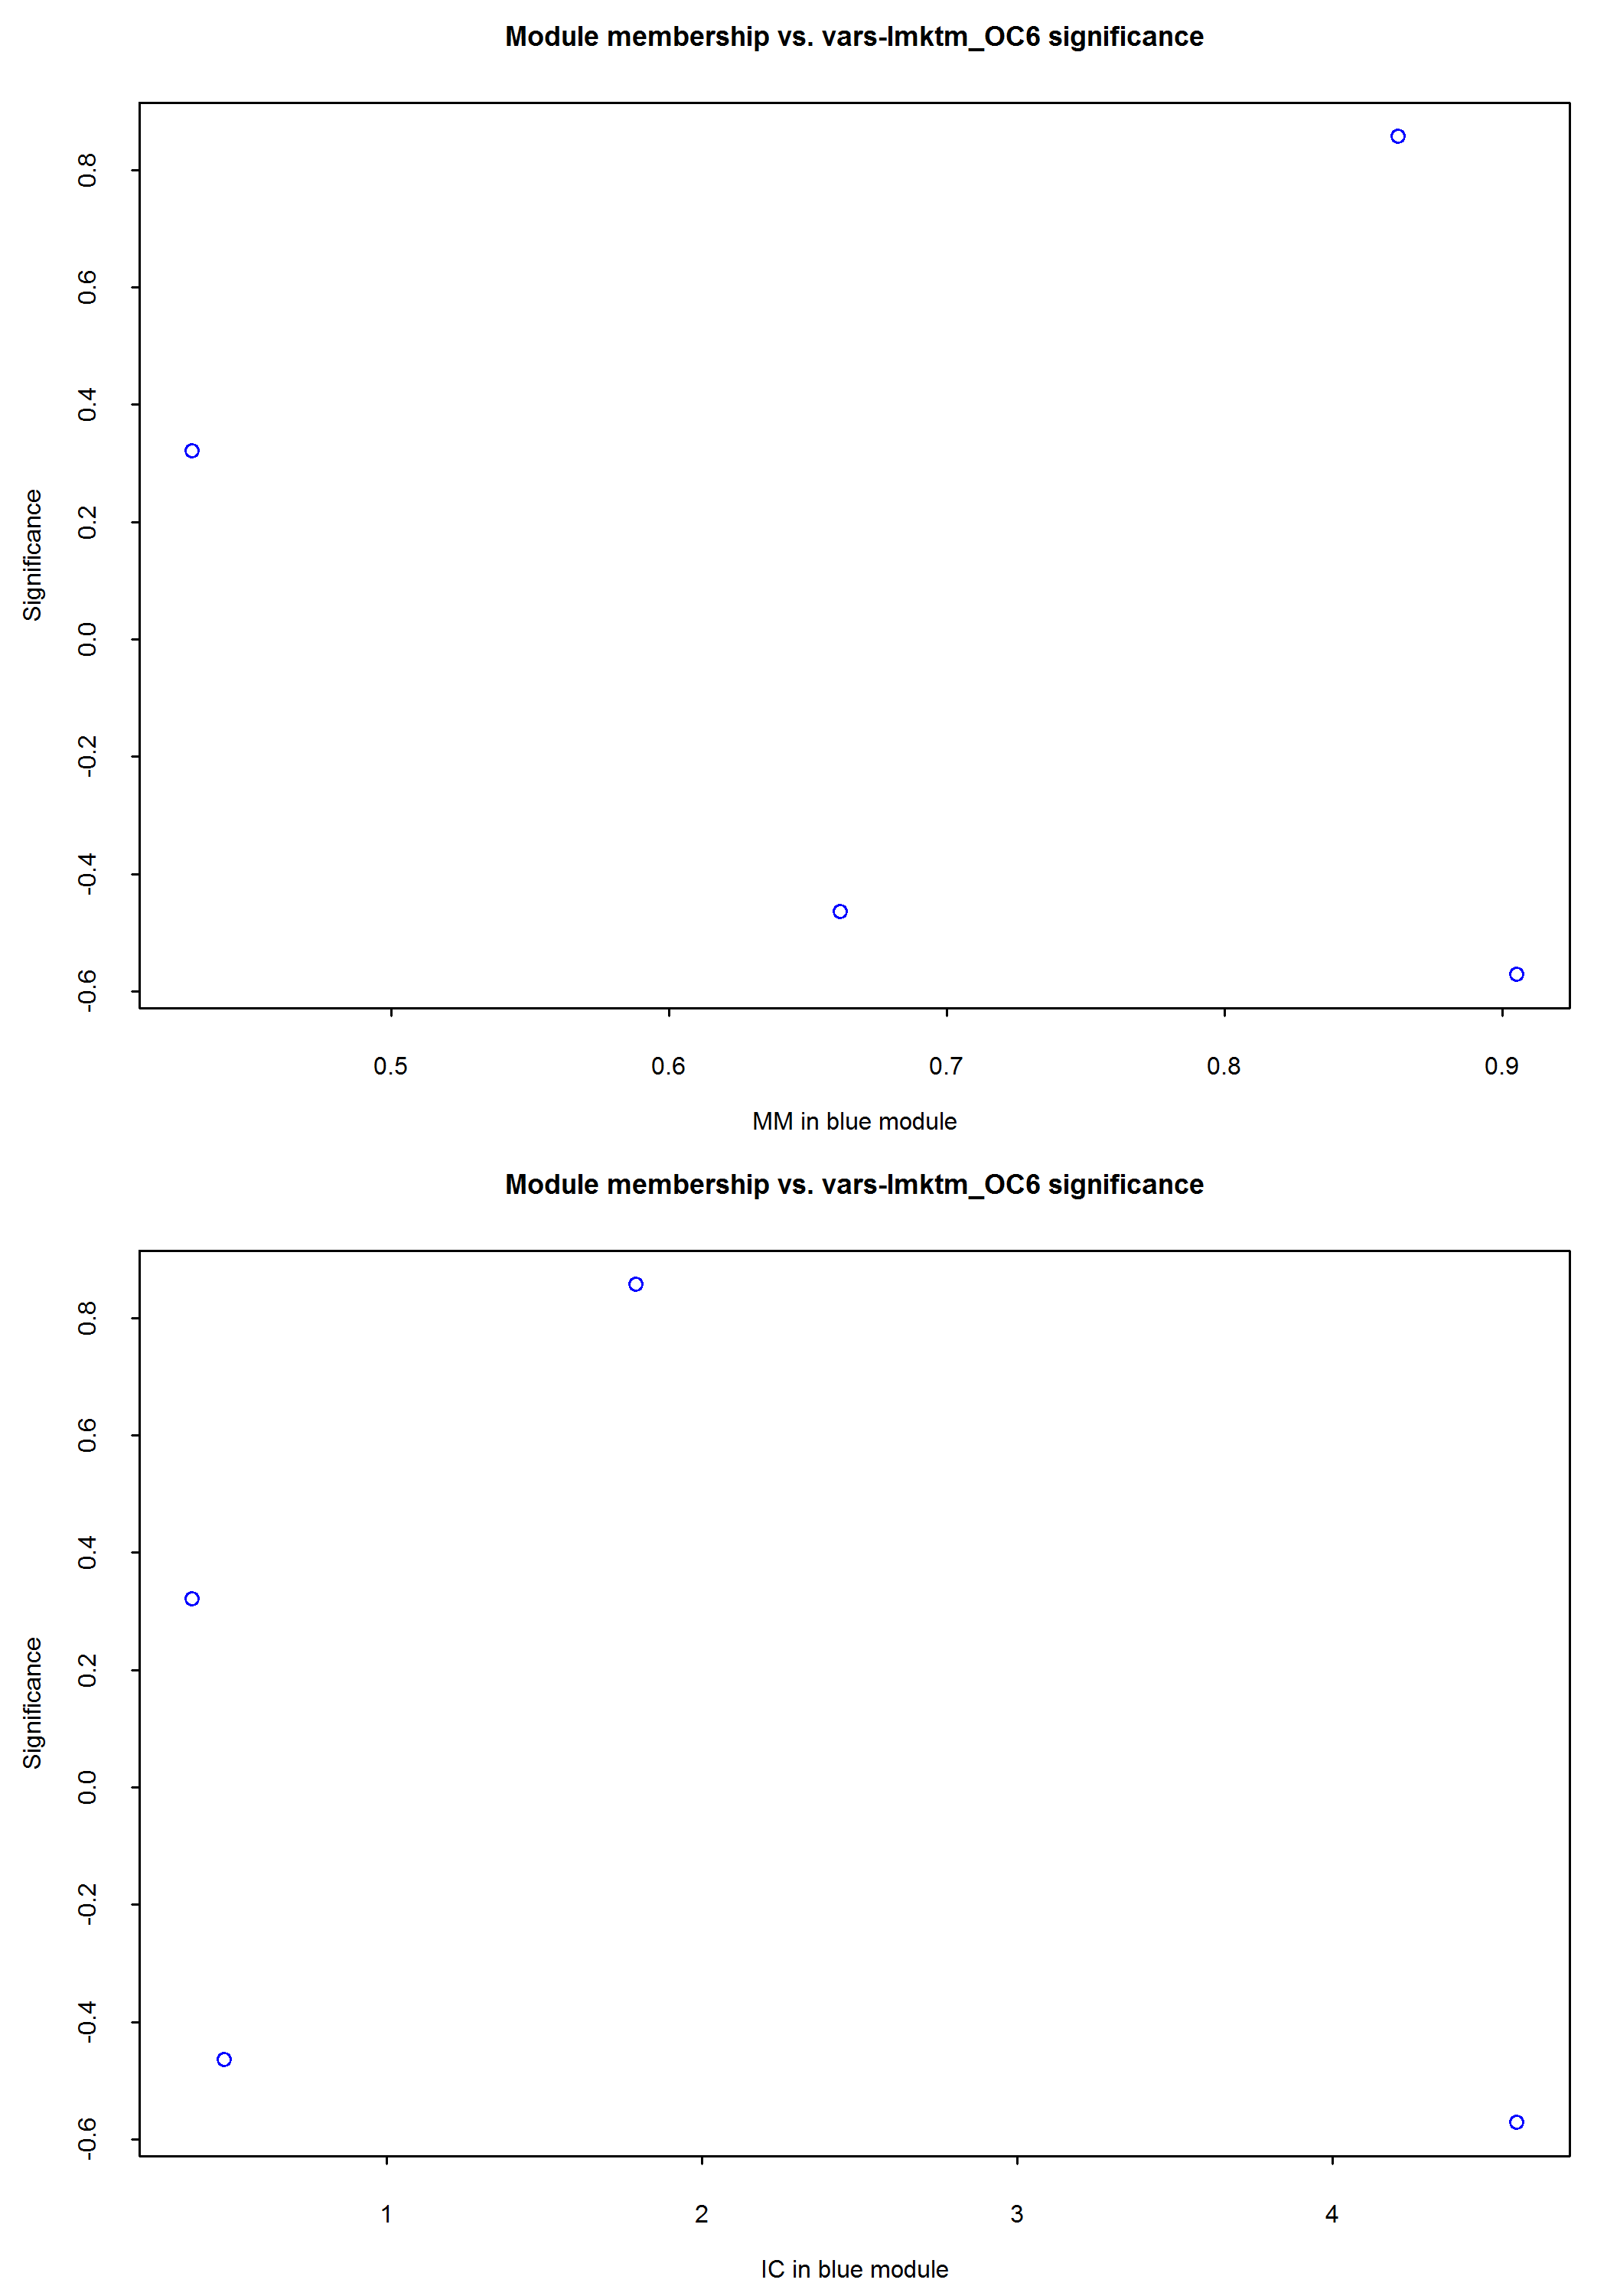 Module membership vs. vars-lmktm_OC6 significance
0.8
0.6
0.4
0.2
0.0
-0.2
-0.4
-0.6
Significance
0.5 0.6 0.7 0.8 0.9
MM in blue module
Module membership vs. vars-lmktm_OC6 significance
0.8
0.6
0.4
0.2
0.0
-0.2
-0.4
-0.6
Significance
1 2 3 4
IC in blue module